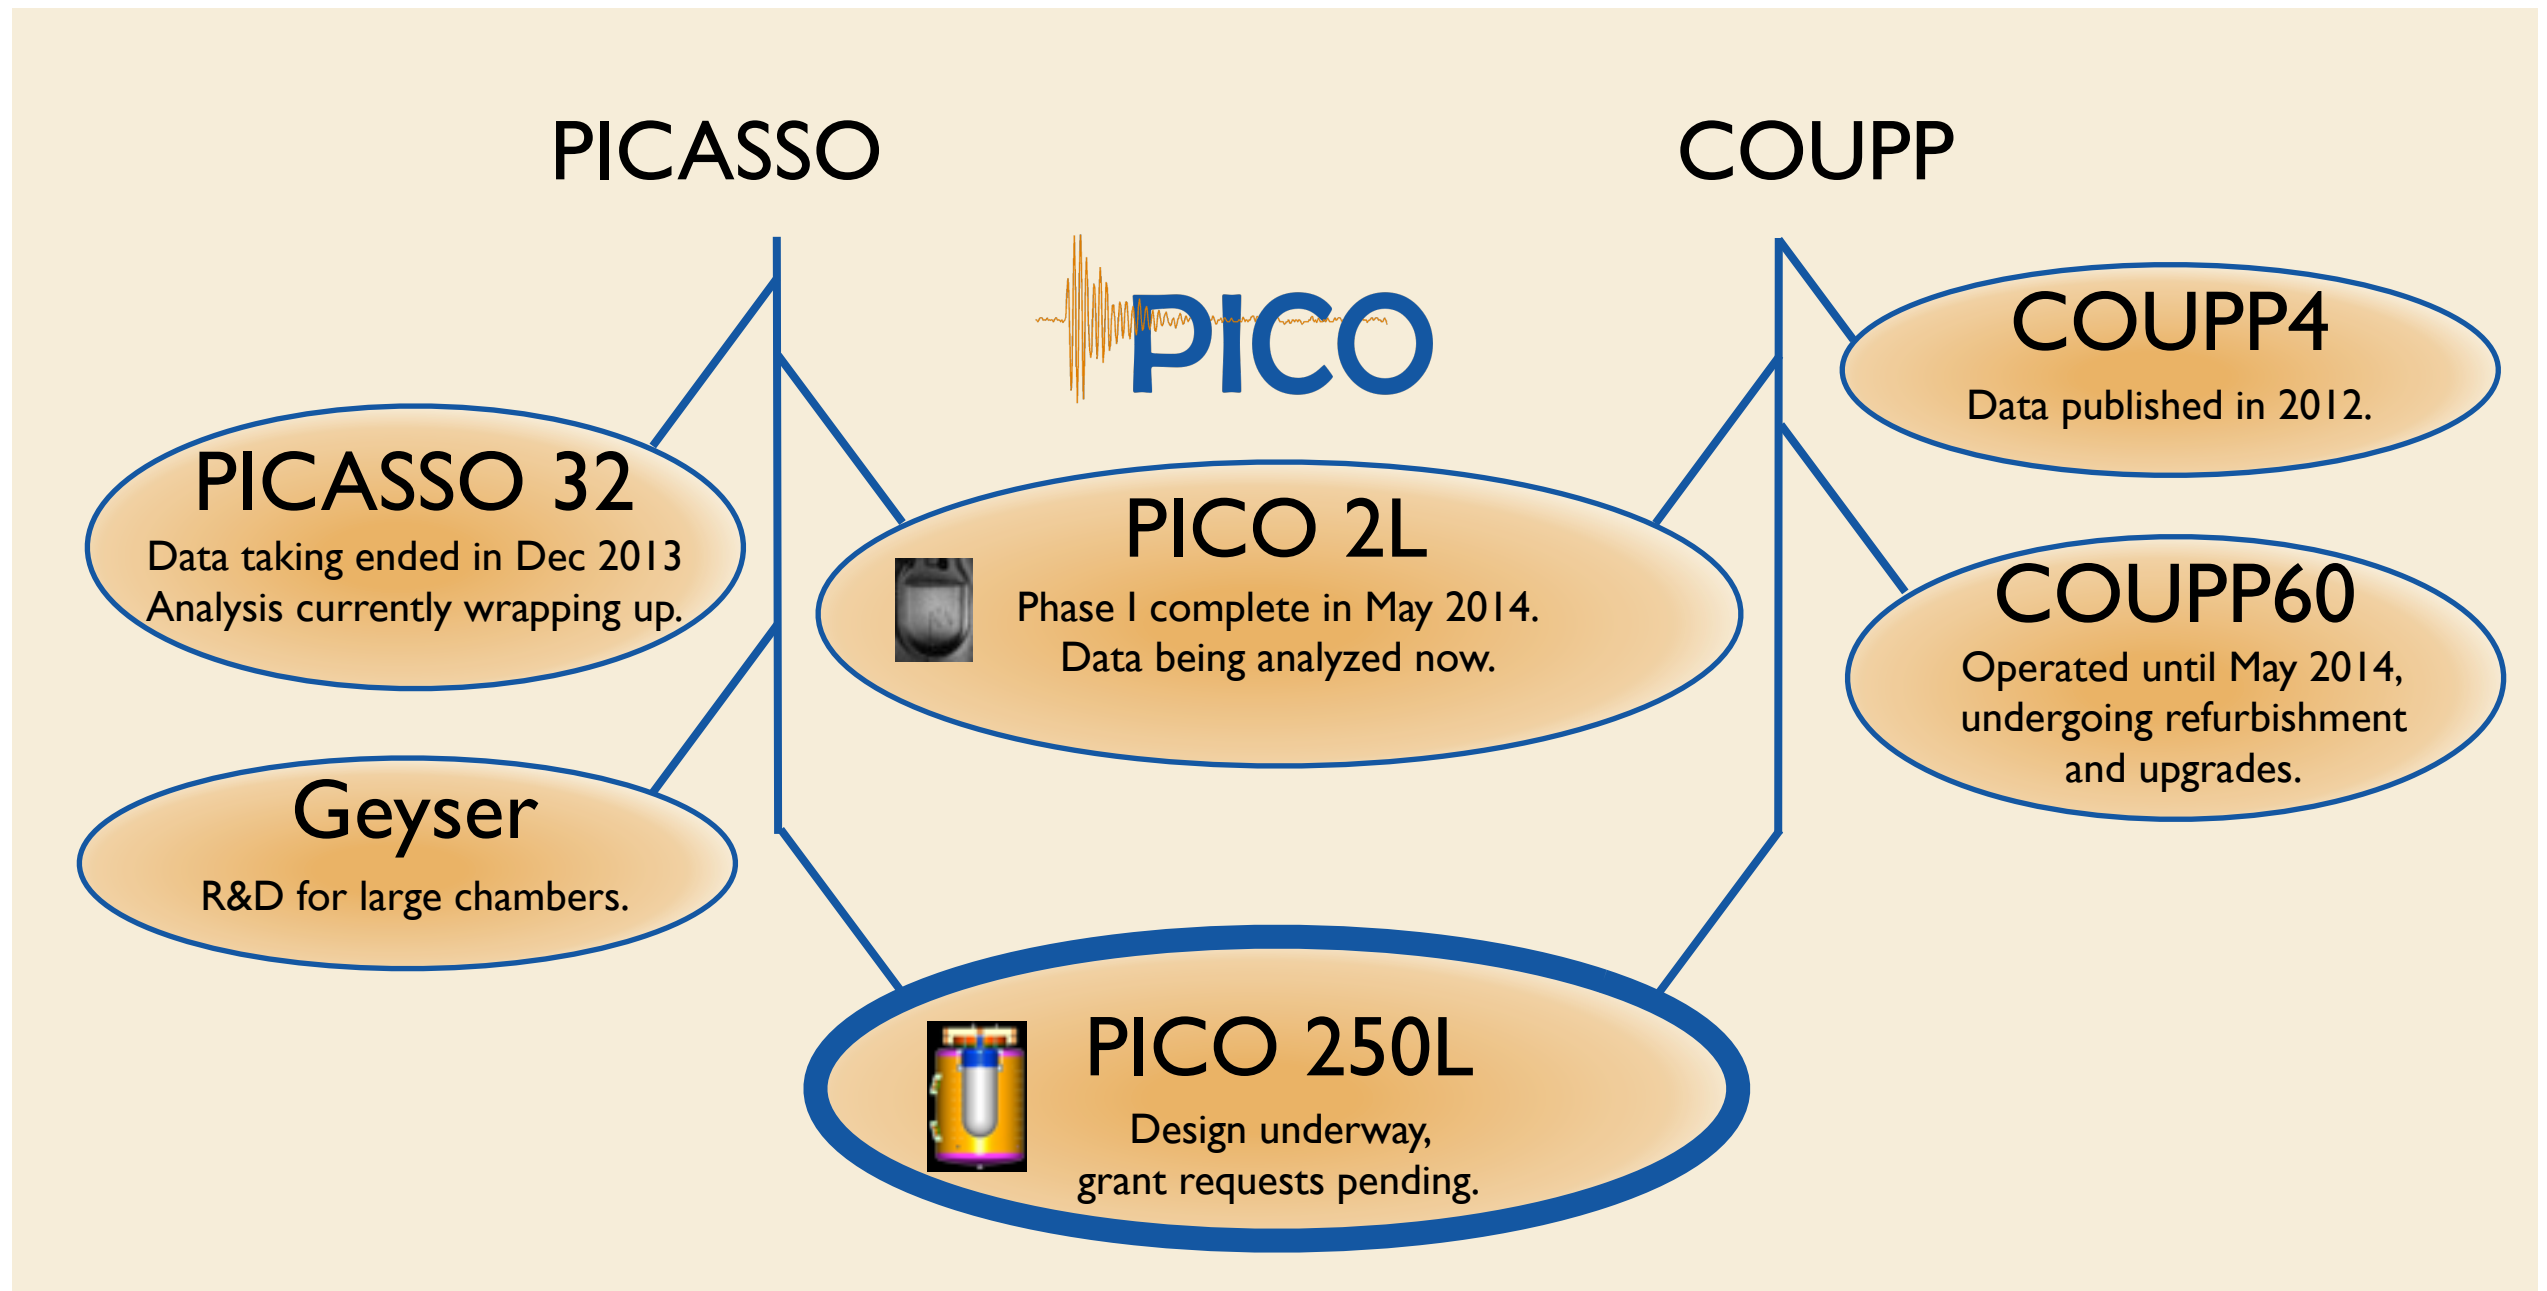 PICASSO
COUPP
PICO
COUPP4
Data published in 2012.
PICASSO 32
Data taking ended in Dec 2013
Analysis currently wrapping up.
PICO 2L
Phase I complete in May 2014.
Data being analyzed now.
COUPP60
Operated until May 2014,
undergoing refurbishment
and upgrades.
Geyser
R&D for large chambers.
PICO 250L
Design underway,
grant requests pending.